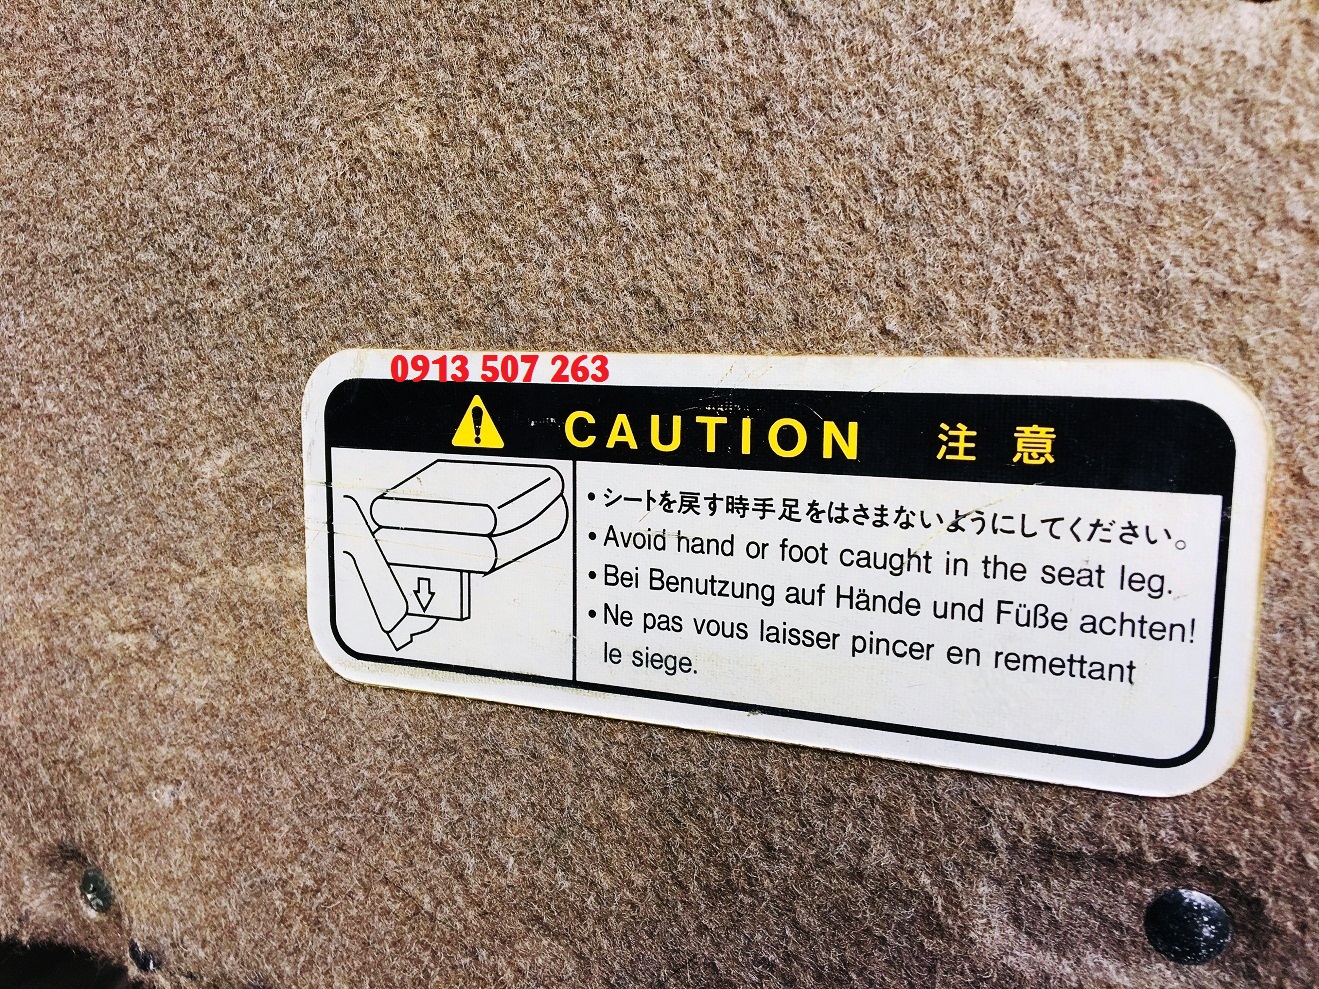 0913 507 263
CAUTION 注意
• シートを戻す時手足をはさまないようにしてください。
• Avoid hand or foot caught in the seat leg.
• Bei Benutzung auf Hände und Füße achten!
• Ne pas vous laisser pincer en remettant
le siege.